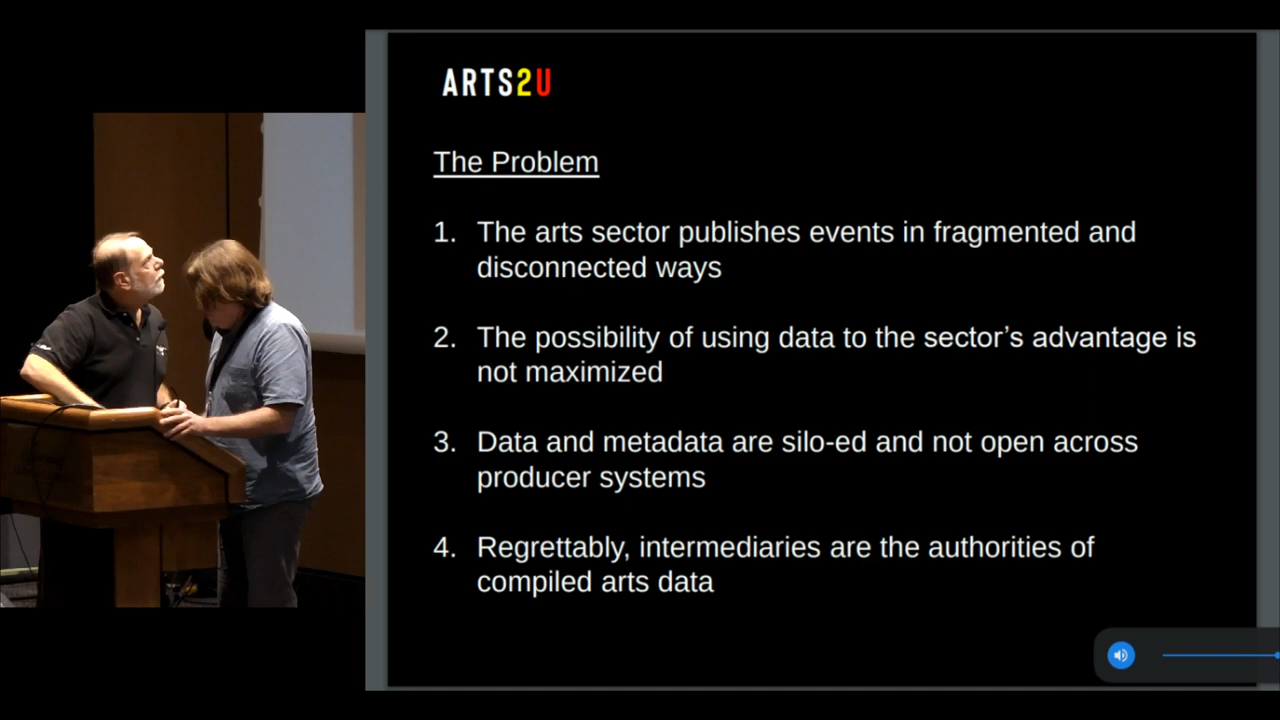 ARTS2U
The Problem
1. The arts sector publishes events in fragmented and
disconnected ways
2. The possibility of using data to the sector’s advantage is
not maximized
3. Data and metadata are silo-ed and not open across
producer systems
4. Regrettably, intermediaries are the authorities of
compiled arts data